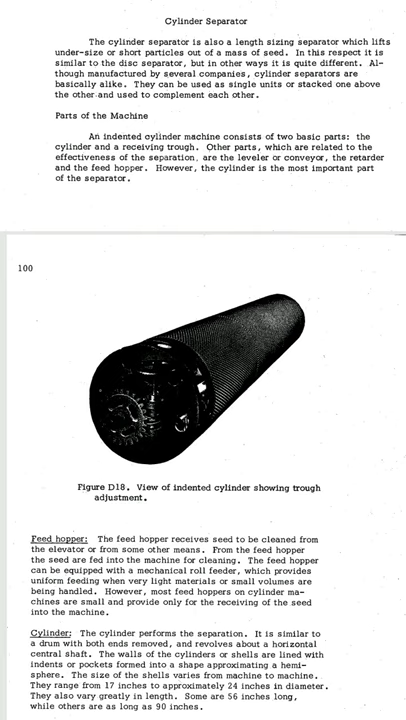 Cylinder Separator
The cylinder separator is also a length sizing separator which lifts
under-size or short particles out of a mass of seed. In this respect it is
similar to the disc separator, but in other ways it is quite different. Al-
though manufactured by several companies, cylinder separators are
basically alike. They can be used as single units or stacked one above
the other and used to complement each other.
Parts of the Machine
An indented cylinder machine consists of two basic parts: the
cylinder and a receiving trough. Other parts, which are related to the
effectiveness of the separation, are the leveler or conveyor, the retarder
and the feed hopper. However, the cylinder is the most important part
of the separator.
100
Figure D18. View of indented cylinder showing trough
adjustment.
Feed hopper: The feed hopper receives seed to be cleaned from
the elevator or from some other means. From the feed hopper
the seed are fed into the machine for cleaning. The feed hopper
can be equipped with a mechanical roll feeder, which provides
uniform feeding when very light materials or small volumes are
being handled. However, most feed hoppers on cylinder ma-
chines are small and provide only for the receiving of the seed
into the machine.
Cylinder: The cylinder performs the separation. It is similar to
a drum with both ends removed, and revolves about a horizontal
central shaft. The walls of the cylinders or shells are lined with
indents or pockets formed into a shape approximating a hemi-
sphere. The size of the shells varies from machine to machine.
They range from 17 inches to approximately 24 inches in diameter.
They also vary greatly in length. Some are 56 inches long,
while others are as long as 90 inches.